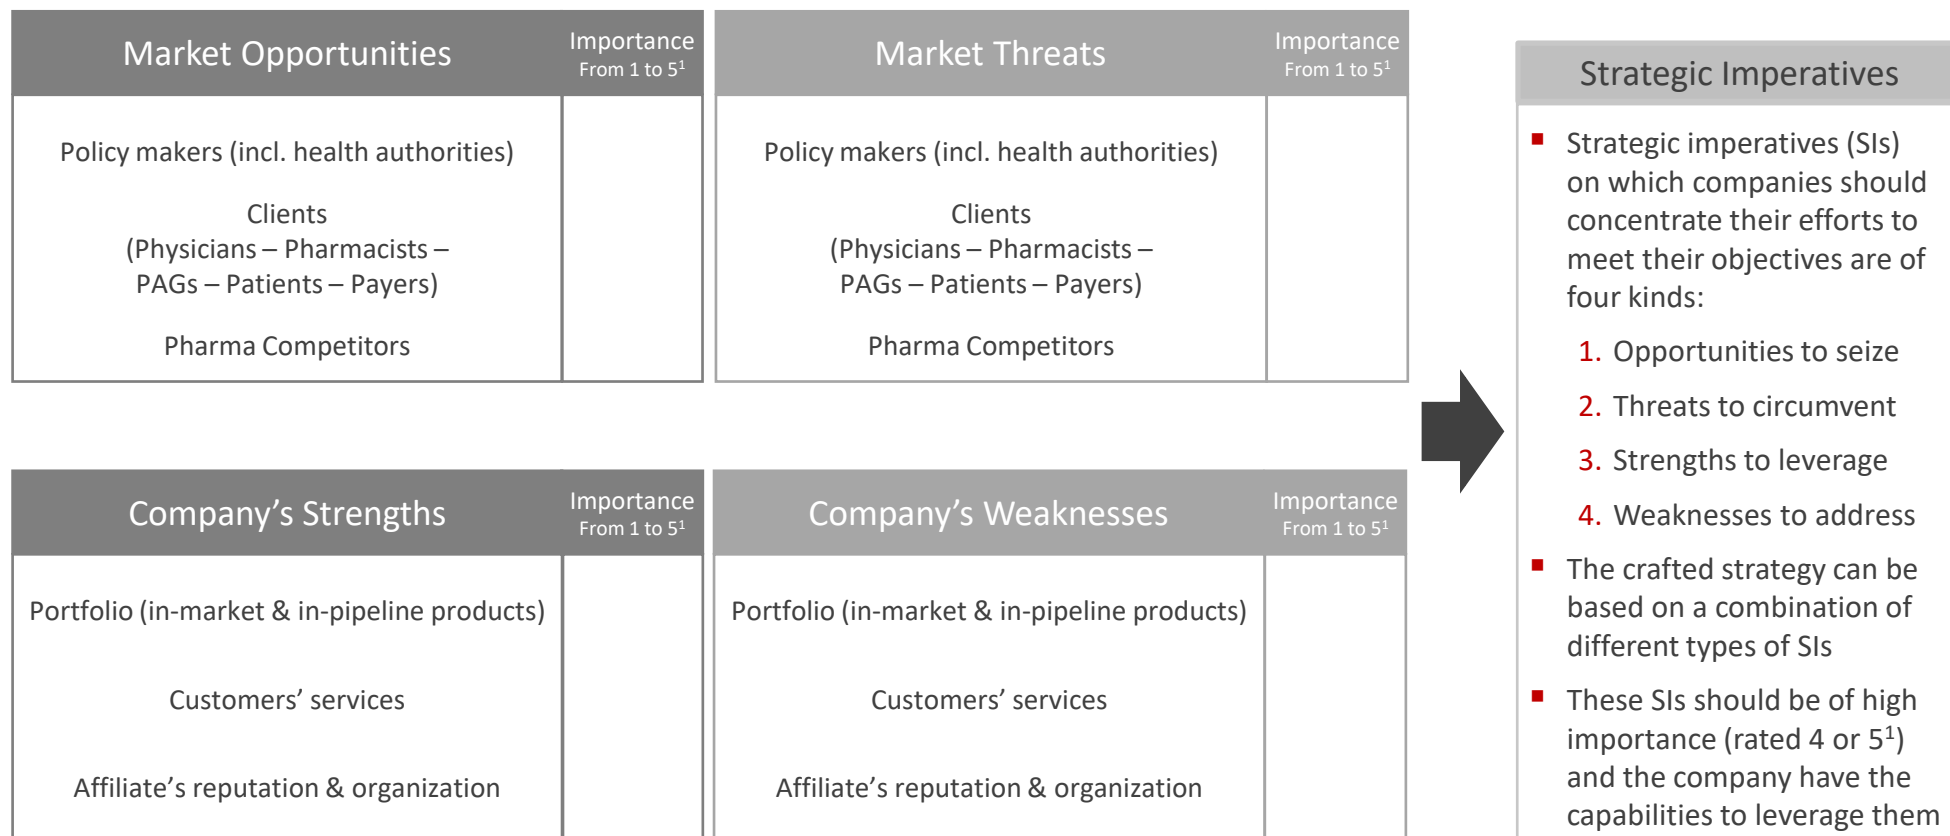 Market Opportunities
Importance
From 1 to 5¹
Policy makers (incl. health authorities)
Clients
(Physicians – Pharmacists –
PAGs – Patients – Payers)
Pharma Competitors
Market Threats
Importance
From 1 to 5¹
Policy makers (incl. health authorities)
Clients
(Physicians – Pharmacists –
PAGs – Patients – Payers)
Pharma Competitors
Company’s Strengths
Importance
From 1 to 5¹
Portfolio (in-market & in-pipeline products)
Customers’ services
Affiliate’s reputation & organization
Company’s Weaknesses
Importance
From 1 to 5¹
Portfolio (in-market & in-pipeline products)
Customers’ services
Affiliate’s reputation & organization
Strategic Imperatives
▪ Strategic imperatives (SIs)
on which companies should
concentrate their efforts to
meet their objectives are of
four kinds:
1. Opportunities to seize
2. Threats to circumvent
3. Strengths to leverage
4. Weaknesses to address
▪ The crafted strategy can be
based on a combination of
different types of SIs
▪ These SIs should be of high
importance (rated 4 or 5¹)
and the company have the
capabilities to leverage them